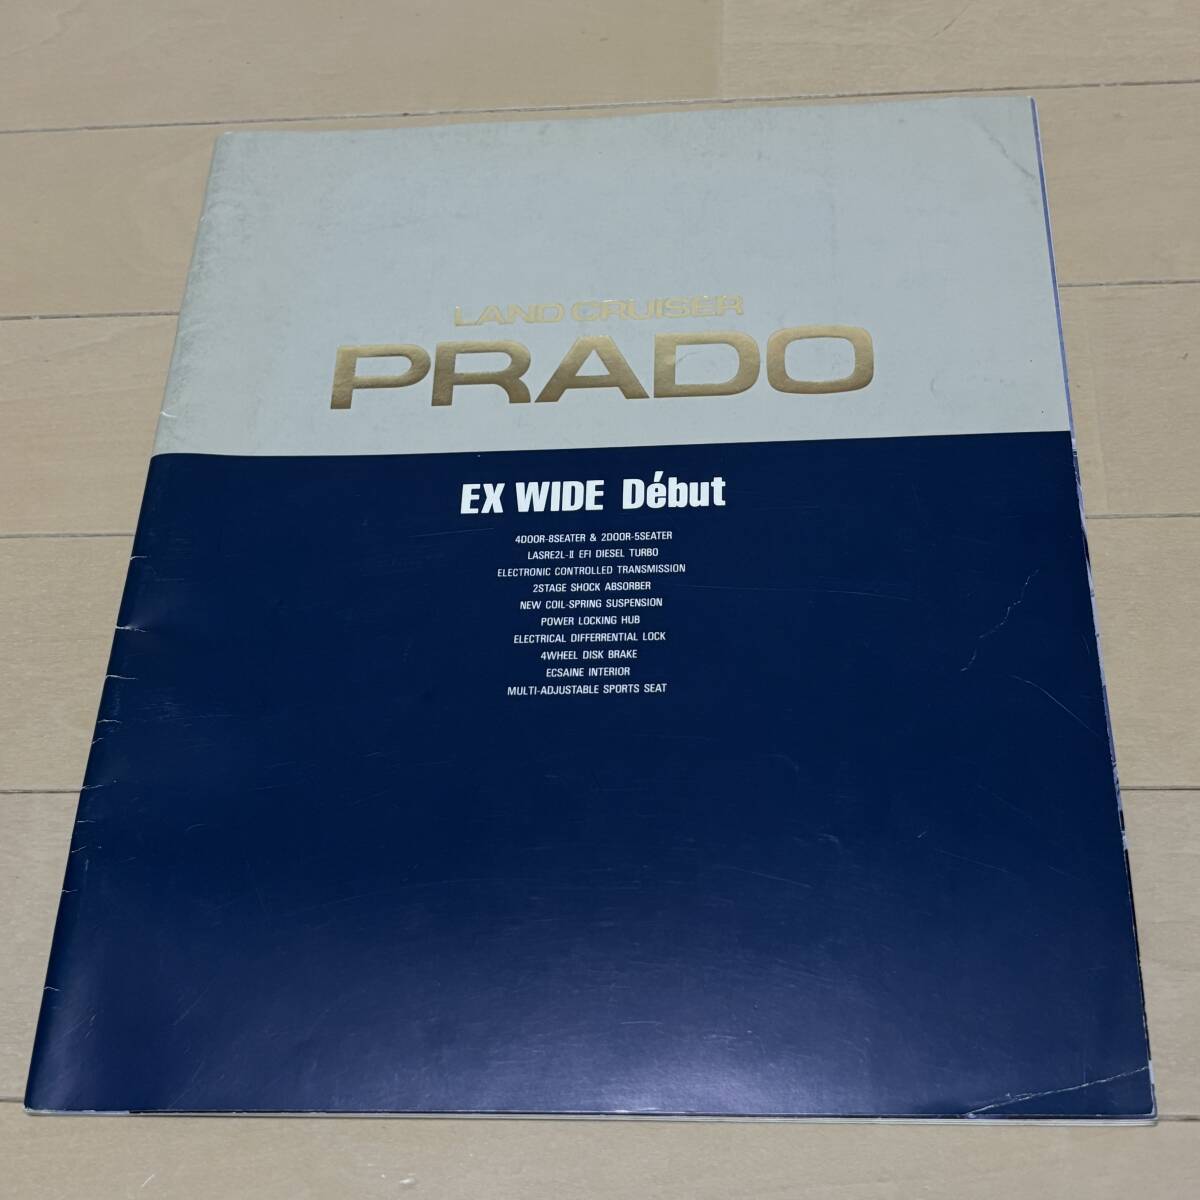 LAND CRUISER
PRADO
EX WIDE Début
4DOOR-8SEATER & 2DOOR-5SEATER
LASRE2L-II EFI DIESEL TURBO
ELECTRONIC CONTROLLED TRANSMISSION
2STAGE SHOCK ABSORBER
NEW COIL-SPRING SUSPENSION
POWER LOCKING HUB
ELECTRICAL DIFFERRENTIAL LOCK
4WHEEL DISK BRAKE
ECSAINE INTERIOR
MULTI-ADJUSTABLE SPORTS SEAT